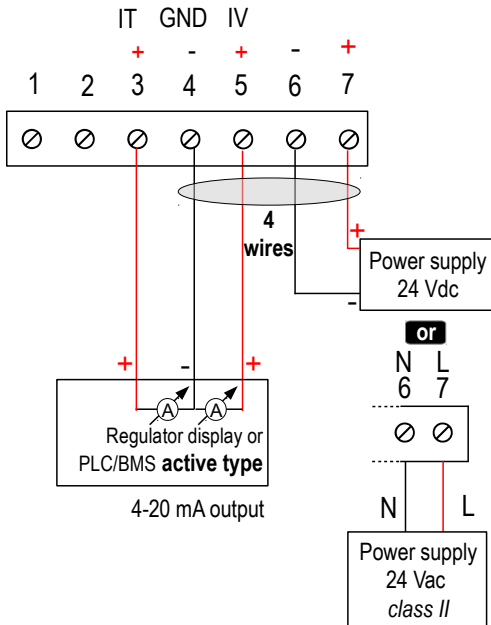 IT GND IV
+ - + - +
1 2 3 4 5 6 7
4
wires
+
Power supply
24 Vdc
-
or
N L
6 7
+ - +
A A
Regulator display or
PLC/BMS active type
4-20 mA output
N L
Power supply
24 Vac
class II